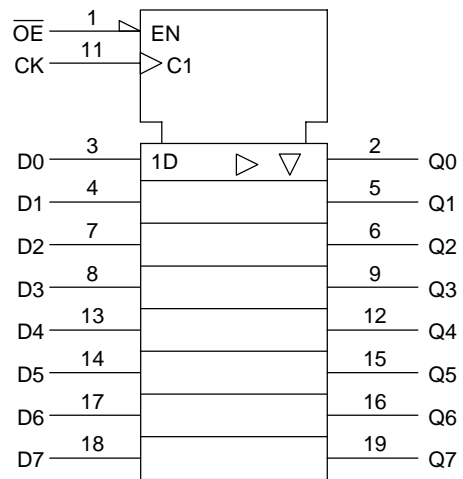 O̅E̅ 1 EN
CK 11 C1
D0 3 1D 2 Q0
D1 4 5 Q1
D2 7 6 Q2
D3 8 9 Q3
D4 13 12 Q4
D5 14 15 Q5
D6 17 16 Q6
D7 18 19 Q7